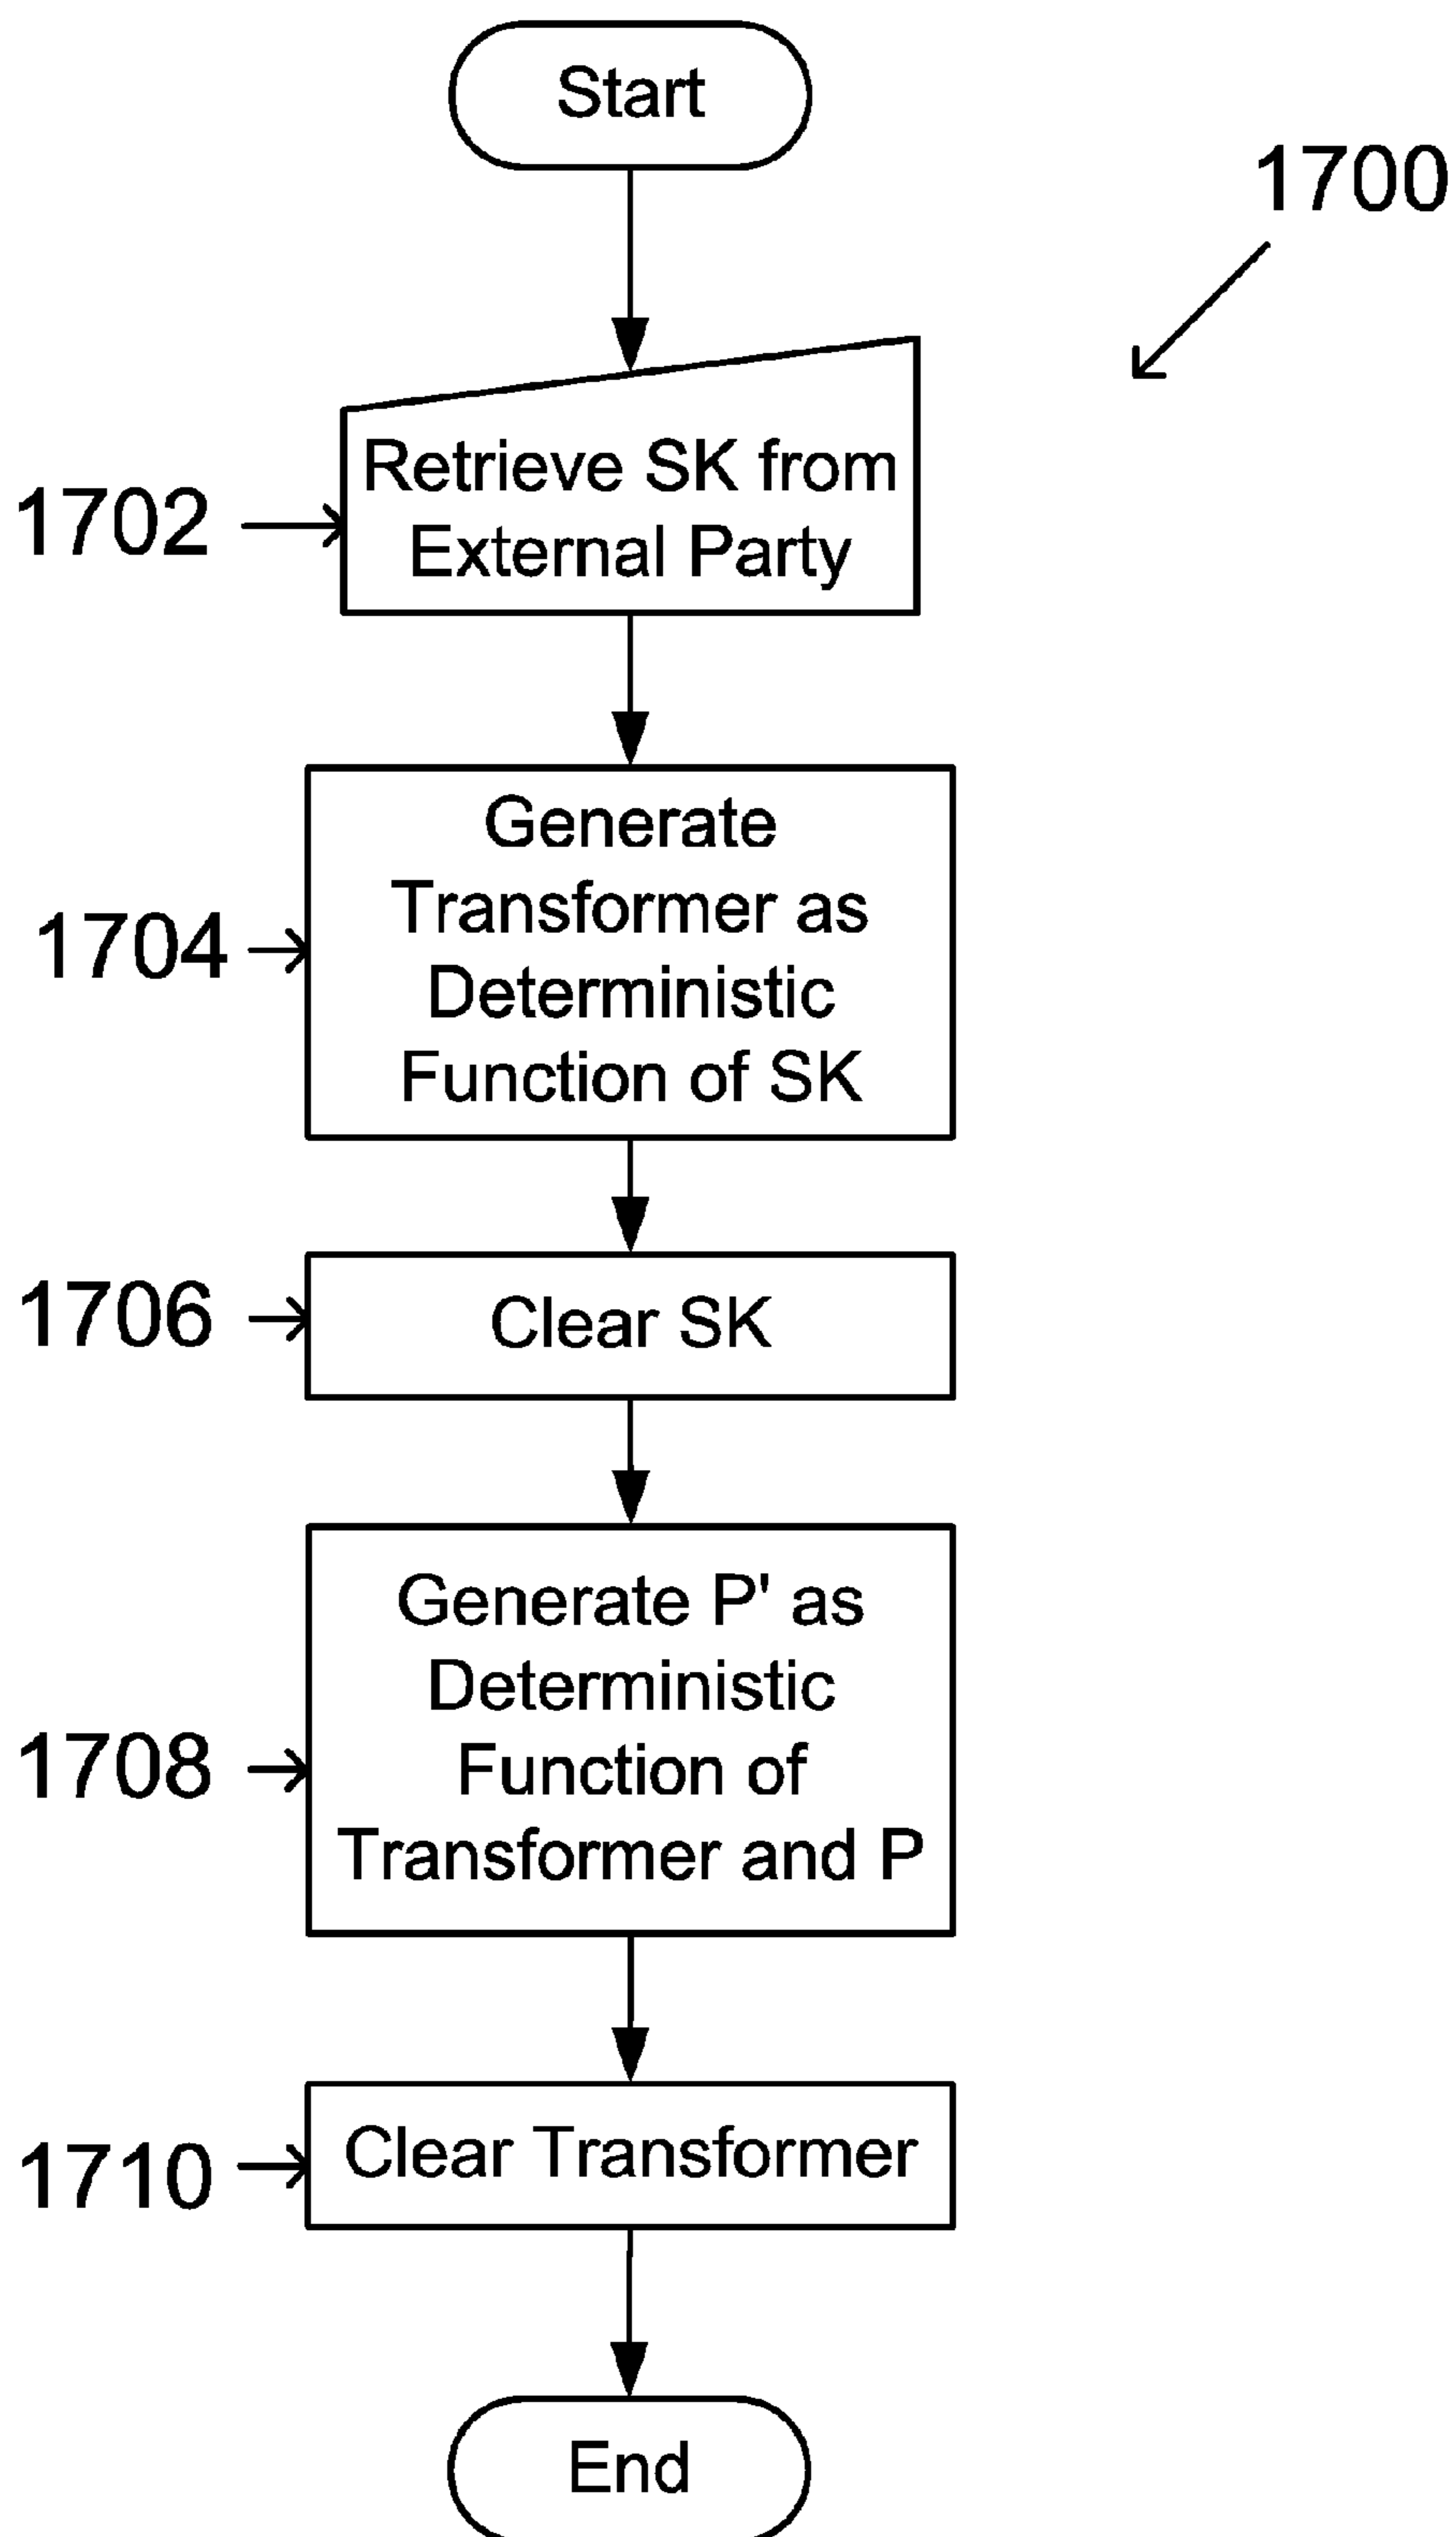 Start
1700
Retrieve SK from
External Party
1702
Generate
Transformer as
Deterministic
Function of SK
1704
Clear SK
1706
Generate P' as
Deterministic
Function of
Transformer and P
1708
Clear Transformer
1710
End